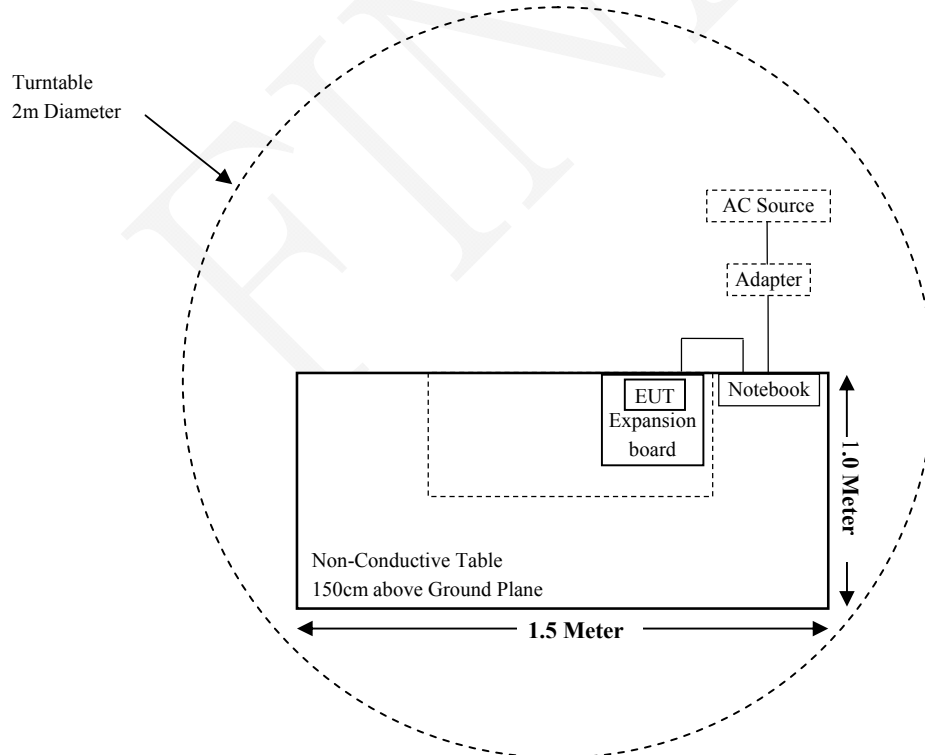 Turntable
2m Diameter
AC Source
Adapter
Notebook
EUT
Expansion
board
1.0 Meter
Non-Conductive Table
150cm above Ground Plane
1.5 Meter